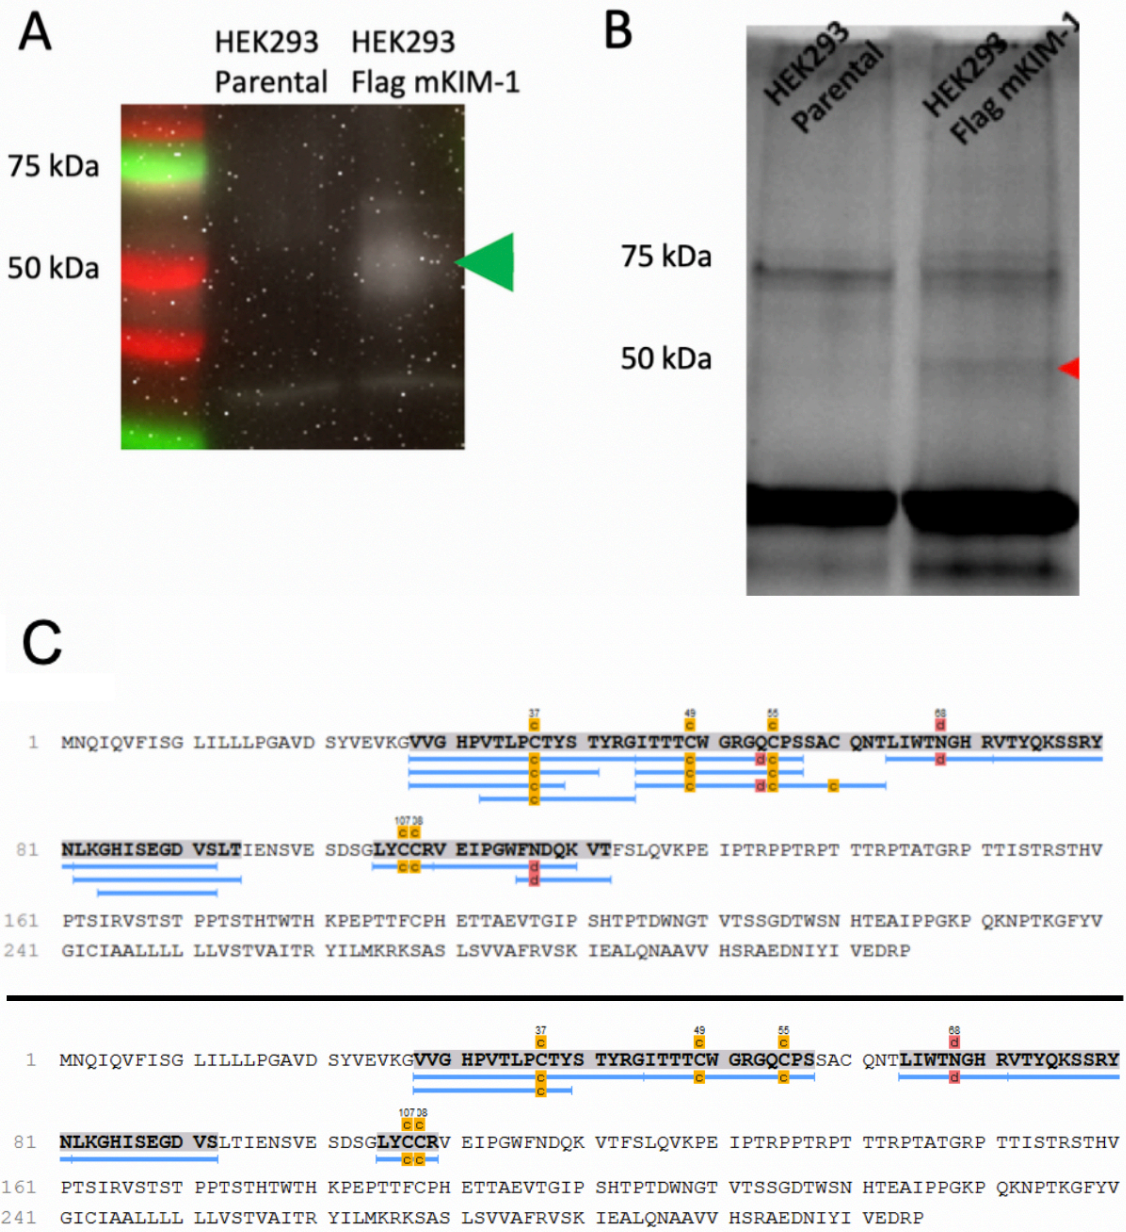 A
HEK293 Parental
HEK293 Flag mKIM-1
75 kDa
50 kDa
B
HEK293 Parental
HEK293 Flag mKIM-1
75 kDa
50 kDa
C
37 49 55 68
c c c d
1 MNQIQVFISG LILLLPGAVD SYVEVKGVVG HPVTLPCTYS TYRGITTTCW GRGQCPSSAC QNTLIWTNGH RVTYQKSSRY
c c d c d
c c c
c c d c c
c
107 08
c c
81 NLKGHISEGD VSLTIENSVE SDSGLYCCRV EIPGWFNDQK VTFSLQVKPE IPTRPPTRPT TTRPTATGRP TTISTRSTHV
c c d
d
161 PTSIRVSTST PPTSTHTWTH KPEPTTFCPH ETTAEVTGIP SHTPTDWNGT VTSSGDTWSN HTEAIPPGKP QKNPTKGFYV
241 GICIAALLLL LLVSTVAITR YILMKRKSAS LSVVAFRVSK IEALQNAAVV HSRAEDNIYI VEDRP
37 49 55 68
c c c d
1 MNQIQVFISG LILLLPGAVD SYVEVKGVVG HPVTLPCTYS TYRGITTTCW GRGQCPSSAC QNTLIWTNGH RVTYQKSSRY
c c c d
c
107 08
c c
81 NLKGHISEGD VSLTIENSVE SDSGLYCCRV EIPGWFNDQK VTFSLQVKPE IPTRPPTRPT TTRPTATGRP TTISTRSTHV
c c
161 PTSIRVSTST PPTSTHTWTH KPEPTTFCPH ETTAEVTGIP SHTPTDWNGT VTSSGDTWSN HTEAIPPGKP QKNPTKGFYV
241 GICIAALLLL LLVSTVAITR YILMKRKSAS LSVVAFRVSK IEALQNAAVV HSRAEDNIYI VEDRP